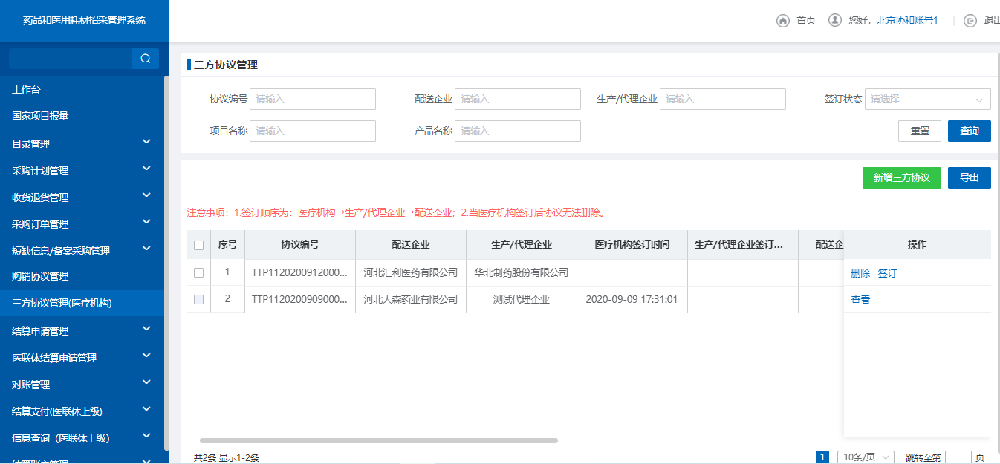 药品和医用耗材招采管理系统
首页 您好，北京协和账号1 退出
工作台
国家项目报量
目录管理
采购计划管理
收货退货管理
采购订单管理
短缺信息/备案采购管理
购销协议管理
三方协议管理(医疗机构)
结算申请管理
医联体结算申请管理
对账管理
结算支付(医联体上级)
信息查询（医联体上级)
结算账户管理
三方协议管理
协议编号 请输入 配送企业 请输入 生产/代理企业 请输入 签订状态 请选择
项目名称 请输入 产品名称 请输入 重置 查询
新增三方协议 导出
注意事项：1.签订顺序为：医疗机构→生产/代理企业→配送企业；2.当医疗机构签订后协议无法删除。
序号 协议编号 配送企业 生产/代理企业 医疗机构签订时间 生产/代理企业签订... 配送企 操作
1 TTP1120200912000... 河北汇利医药有限公司 华北制药股份有限公司 删除 签订
2 TTP1120200909000... 河北天森药业有限公司 测试代理企业 2020-09-09 17:31:01 查看
共2条 显示1-2条 1 10条/页 跳转至第 页